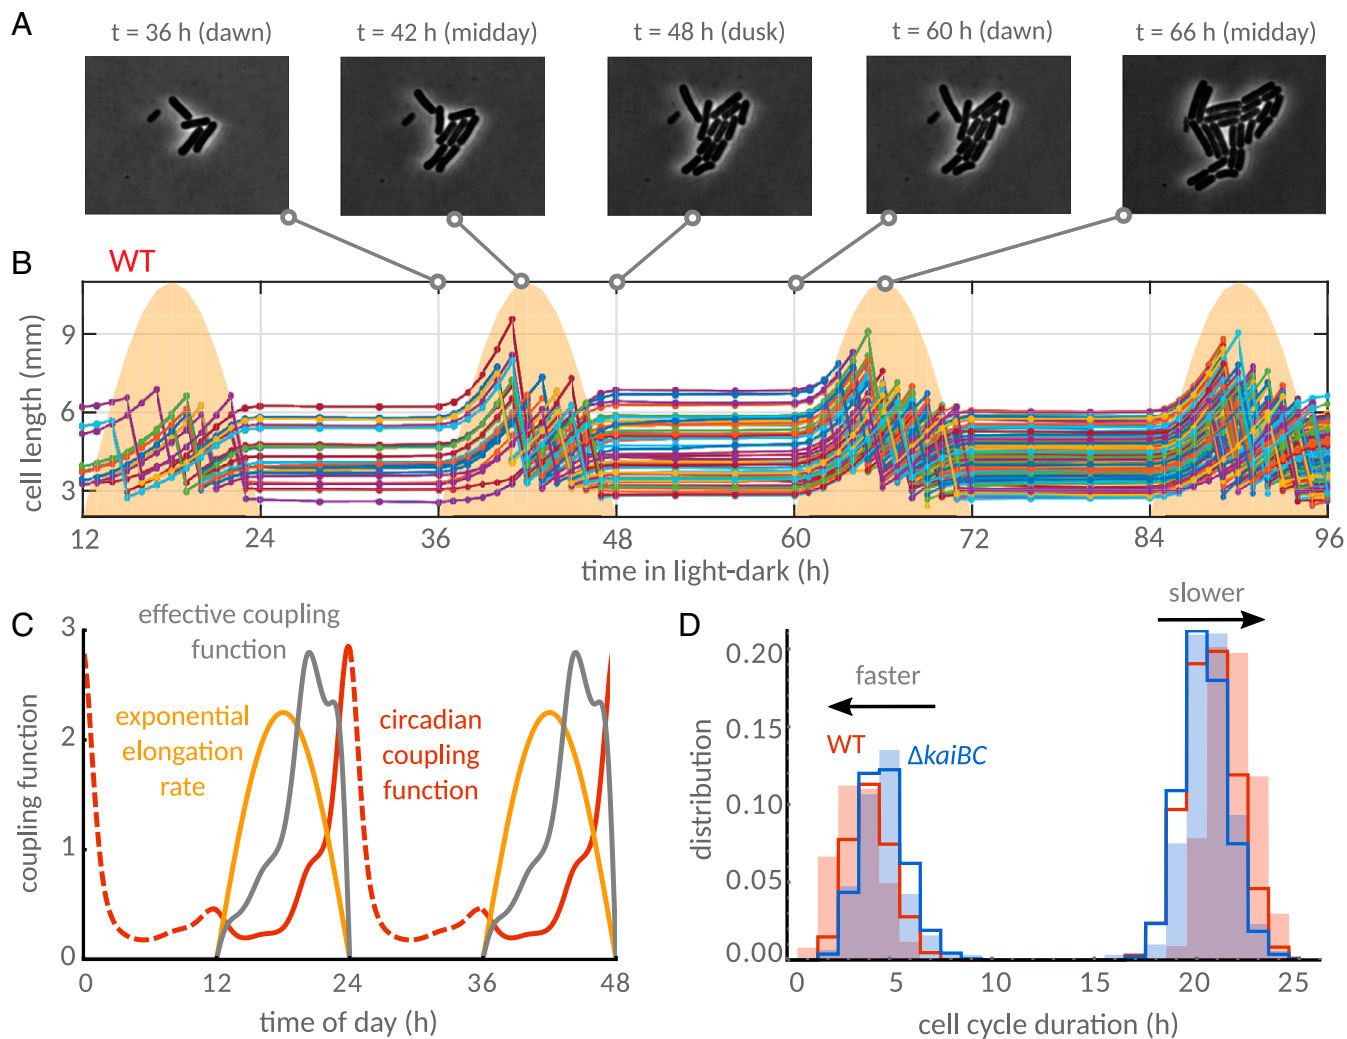 A
t = 36 h (dawn)
t = 42 h (midday)
t = 48 h (dusk)
t = 60 h (dawn)
t = 66 h (midday)
B
WT
cell length (mm)
9
6
3
12
24
36
48
60
72
84
96
time in light-dark (h)
C
coupling function
3
2
1
0
effective coupling
function
exponential
elongation
rate
circadian
coupling
function
0
12
24
36
48
time of day (h)
D
distribution
0.20
0.15
0.10
0.05
0.00
faster
slower
WT
ΔkaiBC
0
5
10
15
20
25
cell cycle duration (h)